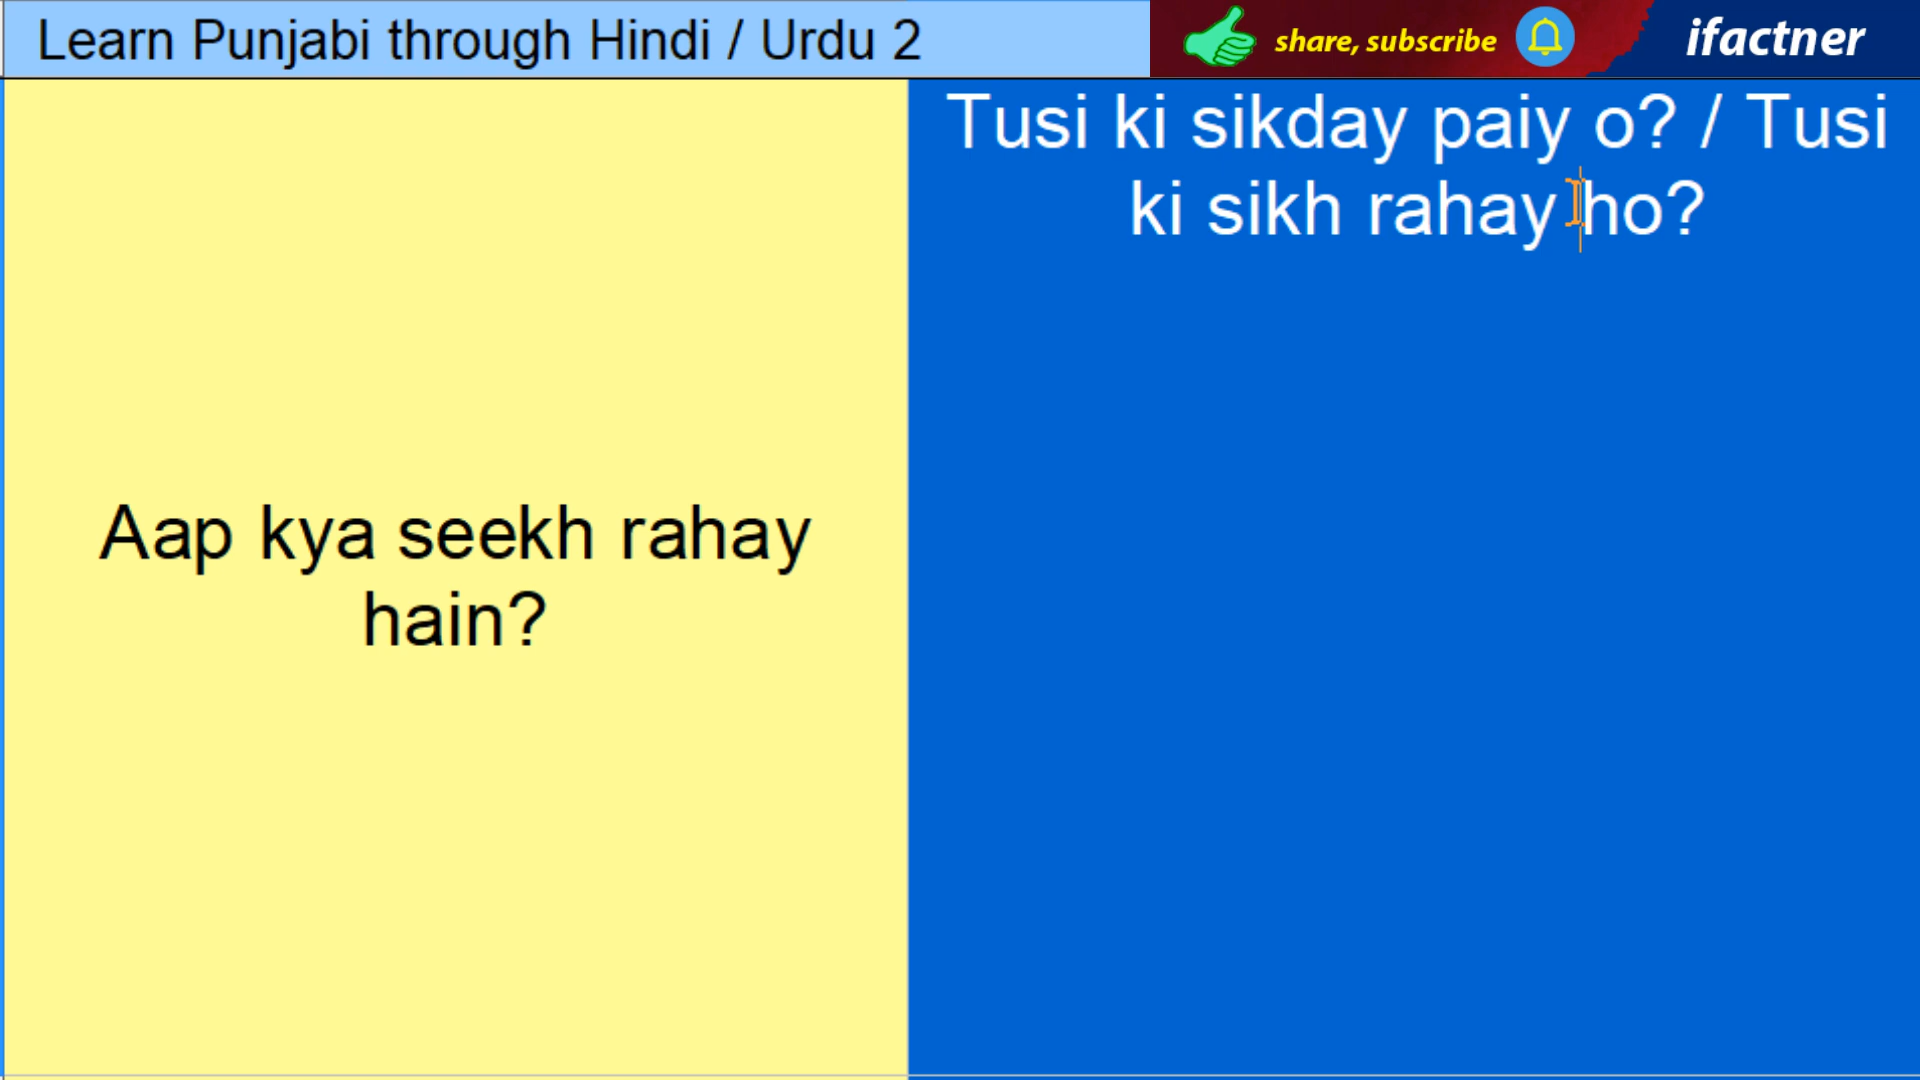 Learn Punjabi through Hindi / Urdu 2
share, subscribe
ifactner
Tusi ki sikday paiy o? / Tusi
ki sikh rahay ho?
Aap kya seekh rahay
hain?